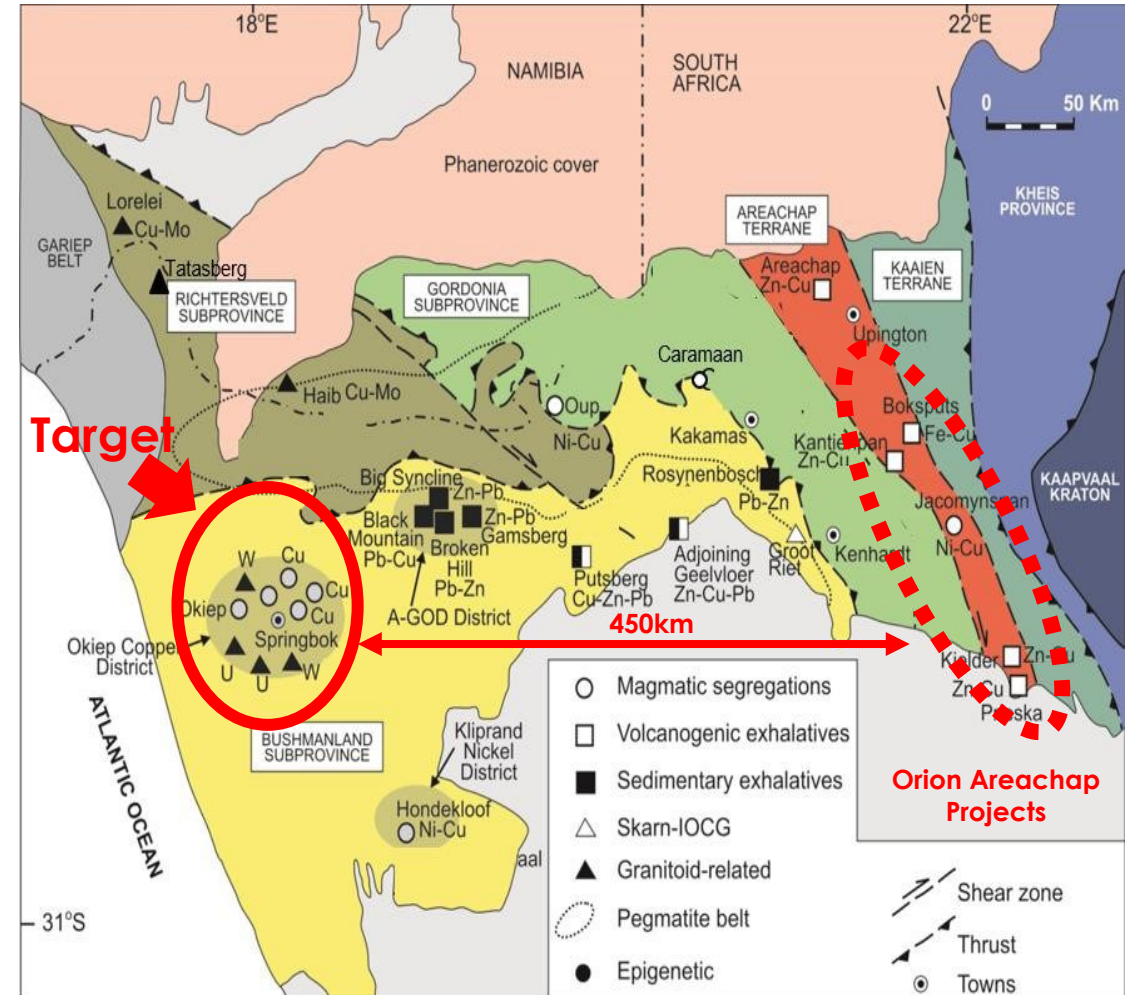 18°E
22°E
NAMIBIA
SOUTH
AFRICA
0 50 Km
Phanerozoic cover
KHEIS
PROVINCE
Lorelei
Cu-Mo
GARIEP
BELT
AREACHAP
TERRANE
Areachap
Zn-Cu
KAAIEN
TERRANE
Tatasberg
RICHTERSVELD
SUBPROVINCE
GORDONIA
SUBPROVINCE
Upington
Caramaan
Haib Cu-Mo
Oup
Ni-Cu
Kakamas
Boksputs
Fe-Cu
Kantienpan
Zn-Cu
Target
Big Syncline
Zn-Pb
Rosynenbosch
Pb-Zn
KAAPVAAL
KRATON
Black
Mountain
Pb-Cu
Zn-Pb
Gamsberg
Broken
Hill
Pb-Zn
Jacomynspan
Ni-Cu
Groot
Riet
Kenhardt
W
Cu
Cu
Cu
Okiep
Springbok
Putsberg
Cu-Zn-Pb
Adjoining
Geelvloer
Zn-Cu-Pb
A-GOD District
450km
Okiep Copper
District
U
U
W
Kielder
Zn-Cu
Zn-Cu
Prieska
ATLANTIC OCEAN
BUSHMANLAND
SUBPROVINCE
Kliprand
Nickel
District
Hondekloof
Ni-Cu
aal
Orion Areachap
Projects
Magmatic segregations
Volcanogenic exhalatives
Sedimentary exhalatives
Skarn-IOCG
Granitoid-related
Pegmatite belt
Epigenetic
Shear zone
Thrust
Towns
31°S